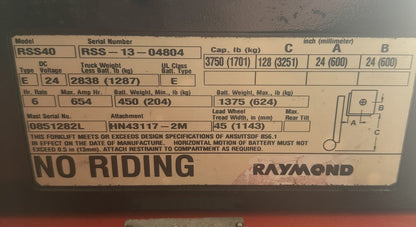 Model Serial Number inch (millimeter)
RSS40 RSS-13-04804 Cap, lb (kg) C A B
3750 (1701) 128 (3251) 24 (600) 24 (600)
Type DC Voltage Truck Weight Less Batt. lb (kg) UL Class Type
E 24 2838 (1287) E
Hr. Rate Max. Amp Hr. Batt. Weight, Min., lb (kg) Batt. Weight, Max., lb (kg)
6 654 450 (204) 1375 (624)
Mast Serial No. Attachment Load Wheel Tread Width, in (mm) Max. Rear Tilt
0851282L HN43117-2M 45 (1143)
A
C
THIS FORKLIFT MEETS OR EXCEEDS DESIGN SPECIFICATIONS OF ANSI/ITSDF B56.1
IN EFFECT ON THE DATE OF MANUFACTURE. HORIZONTAL MOTION OF BATTERY MUST NOT
EXCEED 0.5 in (13mm). ATTACH RESTRAINT TO COMPARTMENT AS REQUIRED.
NO RIDING RAYMOND